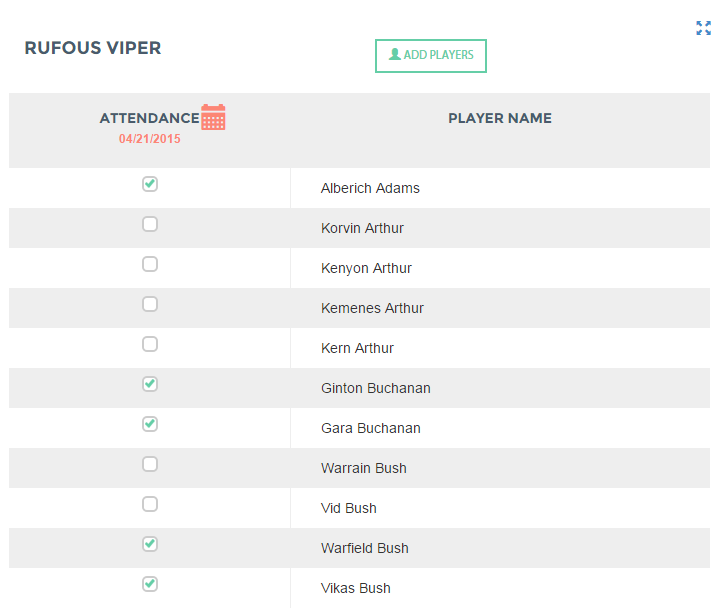 RUFOUS VIPER
ADD PLAYERS
ATTENDANCE PLAYER NAME
04/21/2015
Alberich Adams
Korvin Arthur
Kenyon Arthur
Kemenes Arthur
Kern Arthur
Ginton Buchanan
Gara Buchanan
Warrain Bush
Vid Bush
Warfield Bush
Vikas Bush